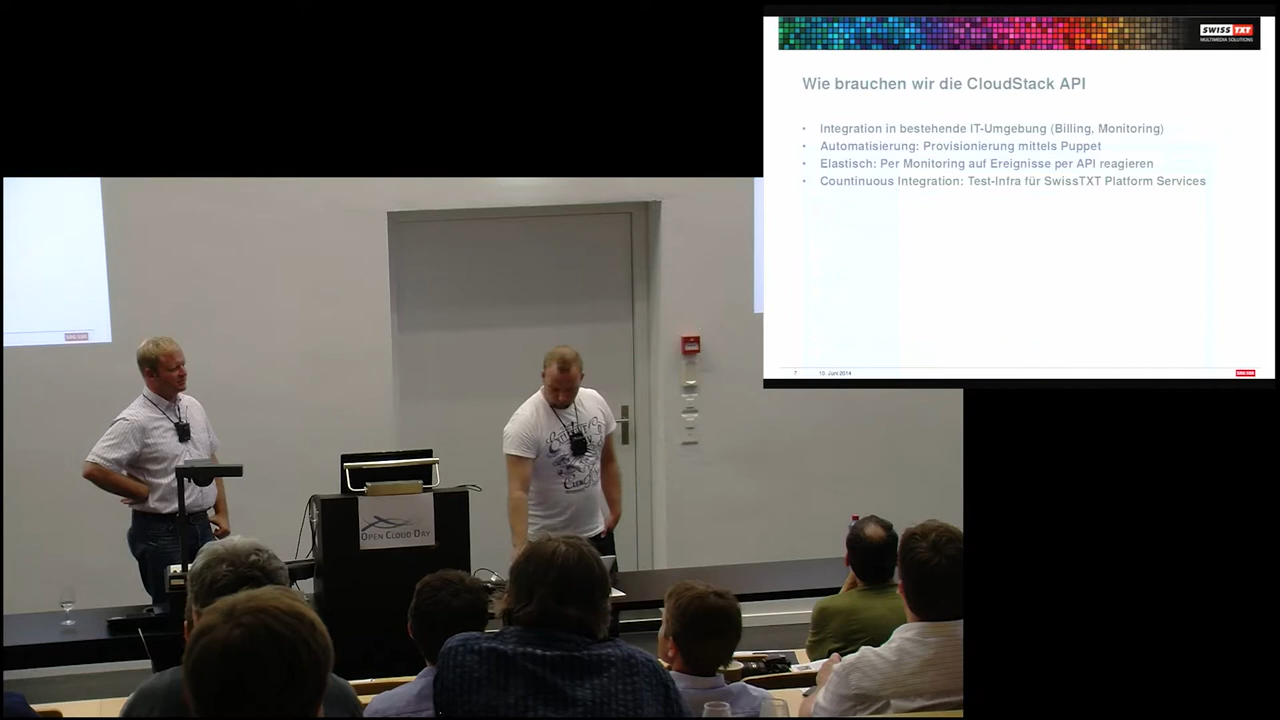 SWISS TXT
MULTIMEDIA SOLUTIONS
Wie brauchen wir die CloudStack API
• Integration in bestehende IT-Umgebung (Billing, Monitoring)
• Automatisierung: Provisionierung mittels Puppet
• Elastisch: Per Monitoring auf Ereignisse per API reagieren
• Countinuous Integration: Test-Infra für SwissTXT Platform Services
7 10. Juni 2014
OPEN CLOUD DAY